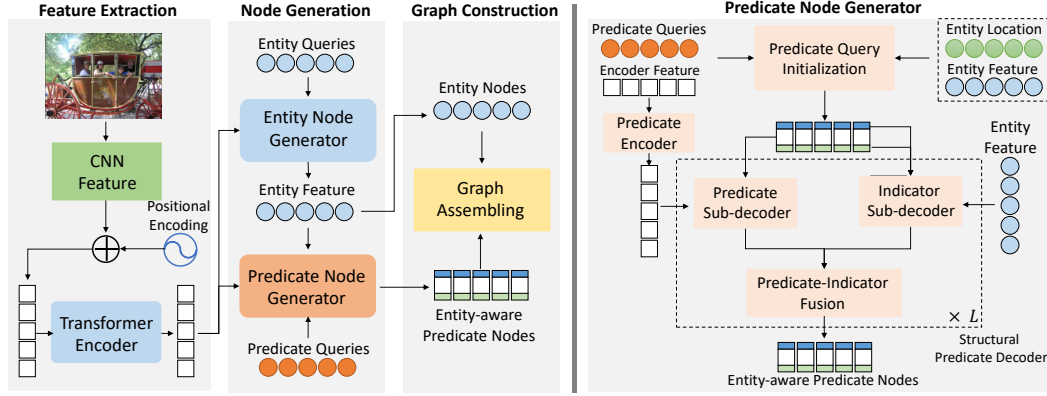 Feature Extraction
CNN
Feature
Positional
Encoding
Transformer
Encoder
Node Generation
Entity Queries
Entity Node
Generator
Entity Feature
Predicate Node
Generator
Predicate Queries
Graph Construction
Entity Nodes
Graph
Assembling
Entity-aware
Predicate Nodes
Predicate Node Generator
Predicate Queries
Encoder Feature
Predicate Query
Initialization
Entity Location
Entity Feature
Predicate
Encoder
Entity
Feature
Predicate
Sub-decoder
Indicator
Sub-decoder
Predicate-Indicator
Fusion
× L
Structural
Predicate Decoder
Entity-aware Predicate Nodes